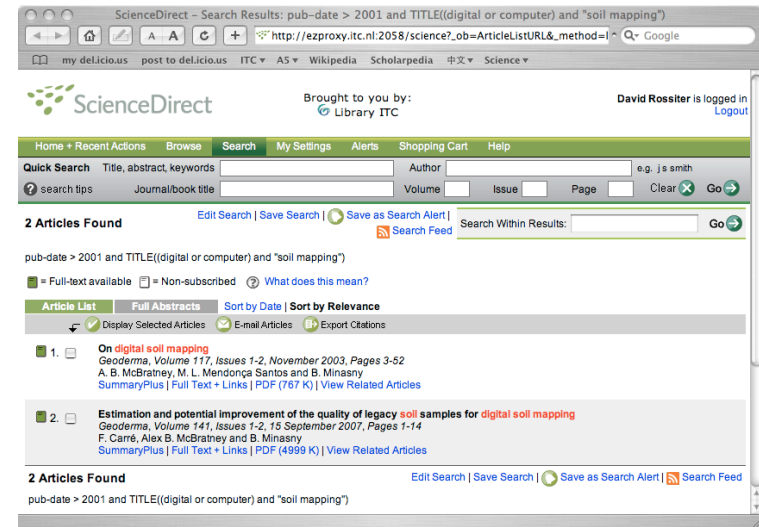 ScienceDirect – Search Results: pub-date > 2001 and TITLE((digital or computer) and "soil mapping")
A A C + http://ezproxy.itc.nl:2058/science?_ob=ArticleListURL&_method=l Q- Google
my del.icio.us post to del.icio.us ITC ▾ A5 ▾ Wikipedia Scholarpedia 中文 ▾ Science ▾
ScienceDirect
Brought to you by:
Library ITC
David Rossiter is logged in
Logout
Home + Recent Actions Browse Search My Settings Alerts Shopping Cart Help
Quick Search Title, abstract, keywords Author e.g. j s smith
? search tips Journal/book title Volume Issue Page Clear Go
2 Articles Found
Edit Search | Save Search | Save as Search Alert |
Search Feed
Search Within Results: Go
pub-date > 2001 and TITLE((digital or computer) and "soil mapping")
= Full-text available = Non-subscribed ? What does this mean?
Article List Full Abstracts Sort by Date | Sort by Relevance
Display Selected Articles E-mail Articles Export Citations
1. On digital soil mapping
Geoderma, Volume 117, Issues 1-2, November 2003, Pages 3-52
A. B. McBratney, M. L. Mendonça Santos and B. Minasny
SummaryPlus | Full Text + Links | PDF (767 K) | View Related Articles
2. Estimation and potential improvement of the quality of legacy soil samples for digital soil mapping
Geoderma, Volume 141, Issues 1-2, 15 September 2007, Pages 1-14
F. Carré, Alex B. McBratney and B. Minasny
SummaryPlus | Full Text + Links | PDF (4999 K) | View Related Articles
2 Articles Found
Edit Search | Save Search | Save as Search Alert | Search Feed
pub-date > 2001 and TITLE((digital or computer) and "soil mapping")